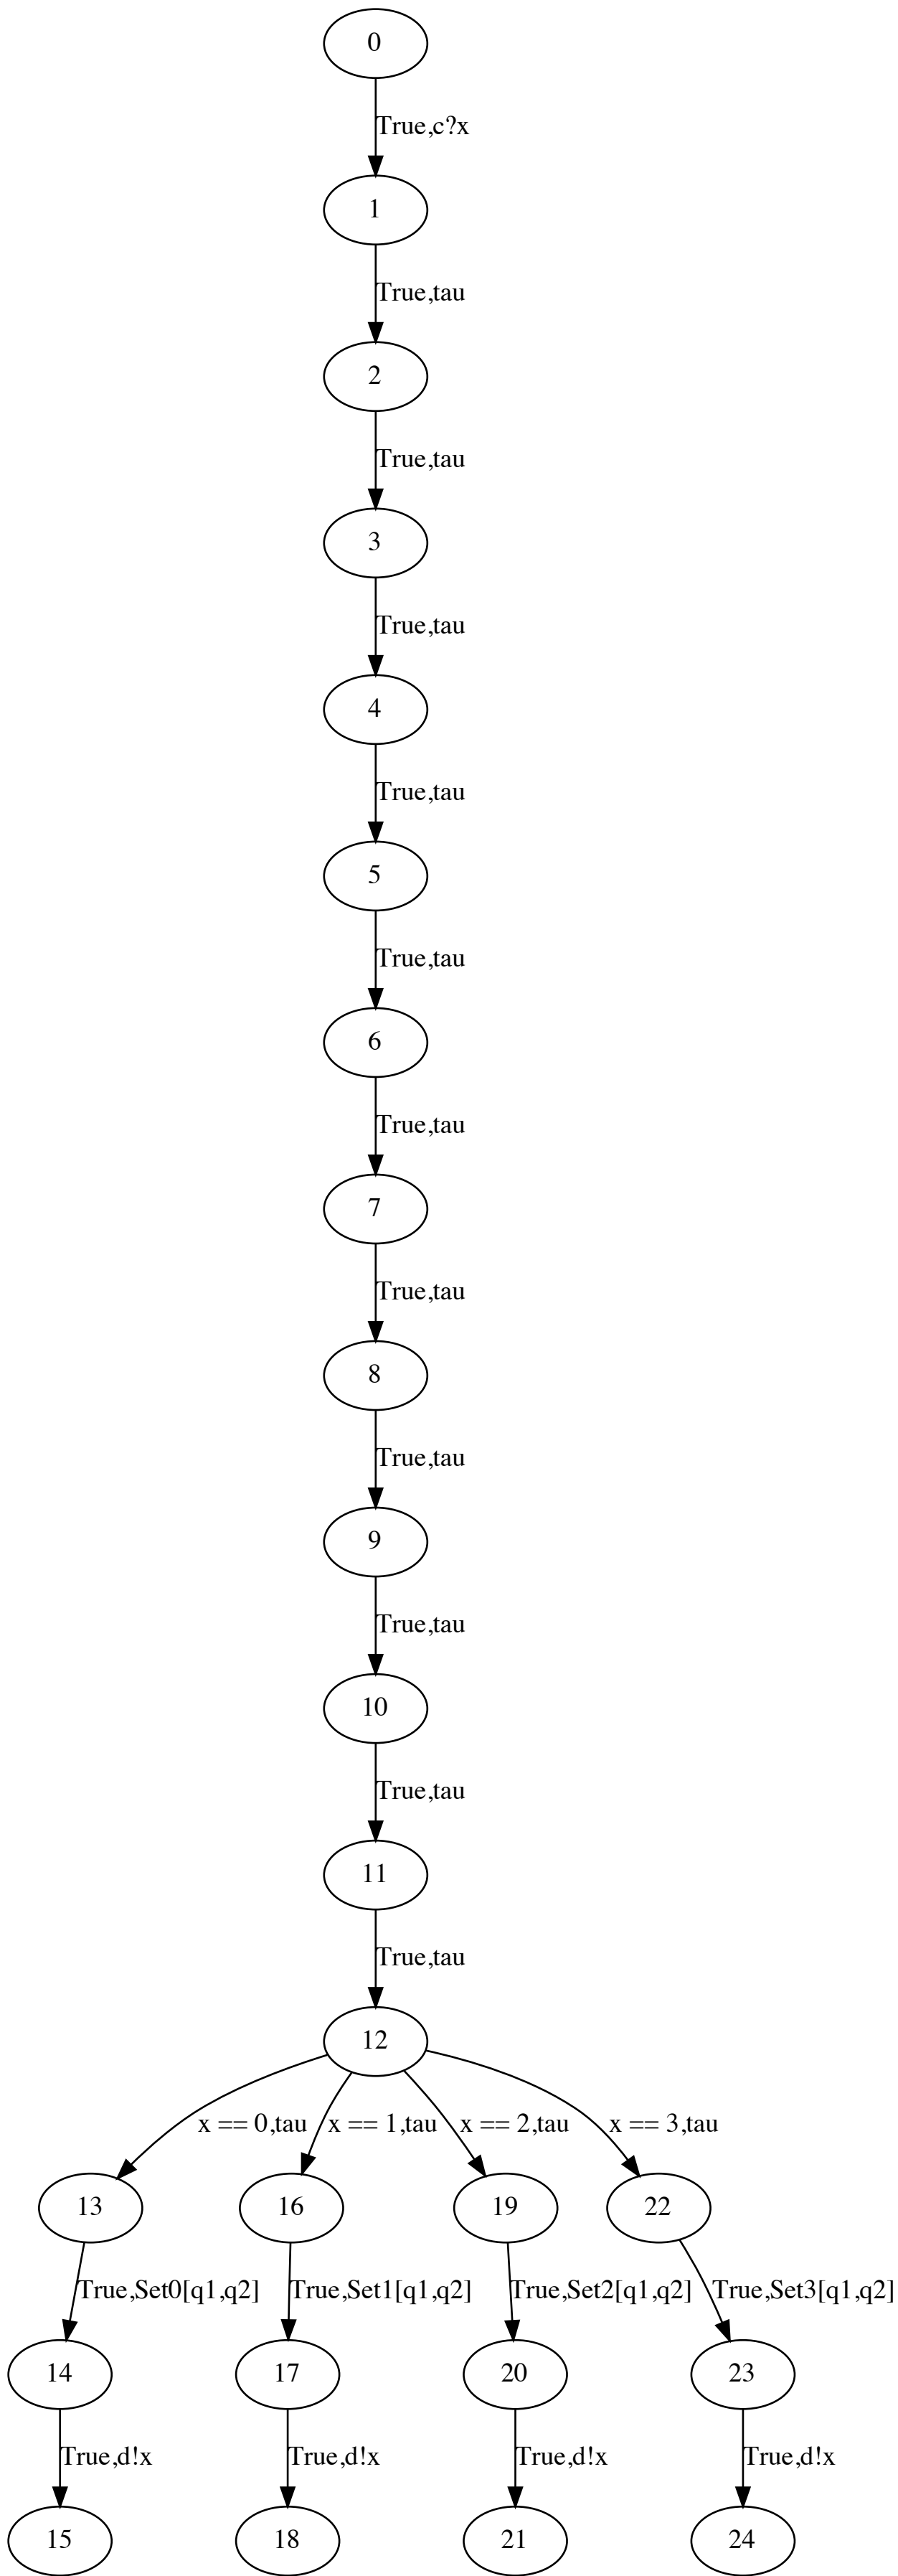 0
True,c?x
1
True,tau
2
True,tau
3
True,tau
4
True,tau
5
True,tau
6
True,tau
7
True,tau
8
True,tau
9
True,tau
10
True,tau
11
True,tau
12
x == 0,tau x == 1,tau x == 2,tau x == 3,tau
13 16 19 22
True,Set0[q1,q2] True,Set1[q1,q2] True,Set2[q1,q2] True,Set3[q1,q2]
14 17 20 23
True,d!x True,d!x True,d!x True,d!x
15 18 21 24